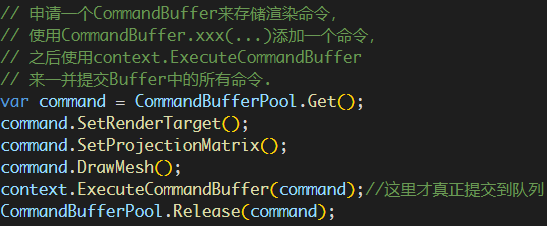 // 申请一个CommandBuffer来存储渲染命令,
// 使用CommandBuffer.xxx(...)添加一个命令,
// 之后使用context.ExecuteCommandBuffer
// 来一并提交Buffer中的所有命令.
var command = CommandBufferPool.Get();
command.SetRenderTarget();
command.SetProjectionMatrix();
command.DrawMesh();
context.ExecuteCommandBuffer(command);//这里才真正提交到队列
CommandBufferPool.Release(command);